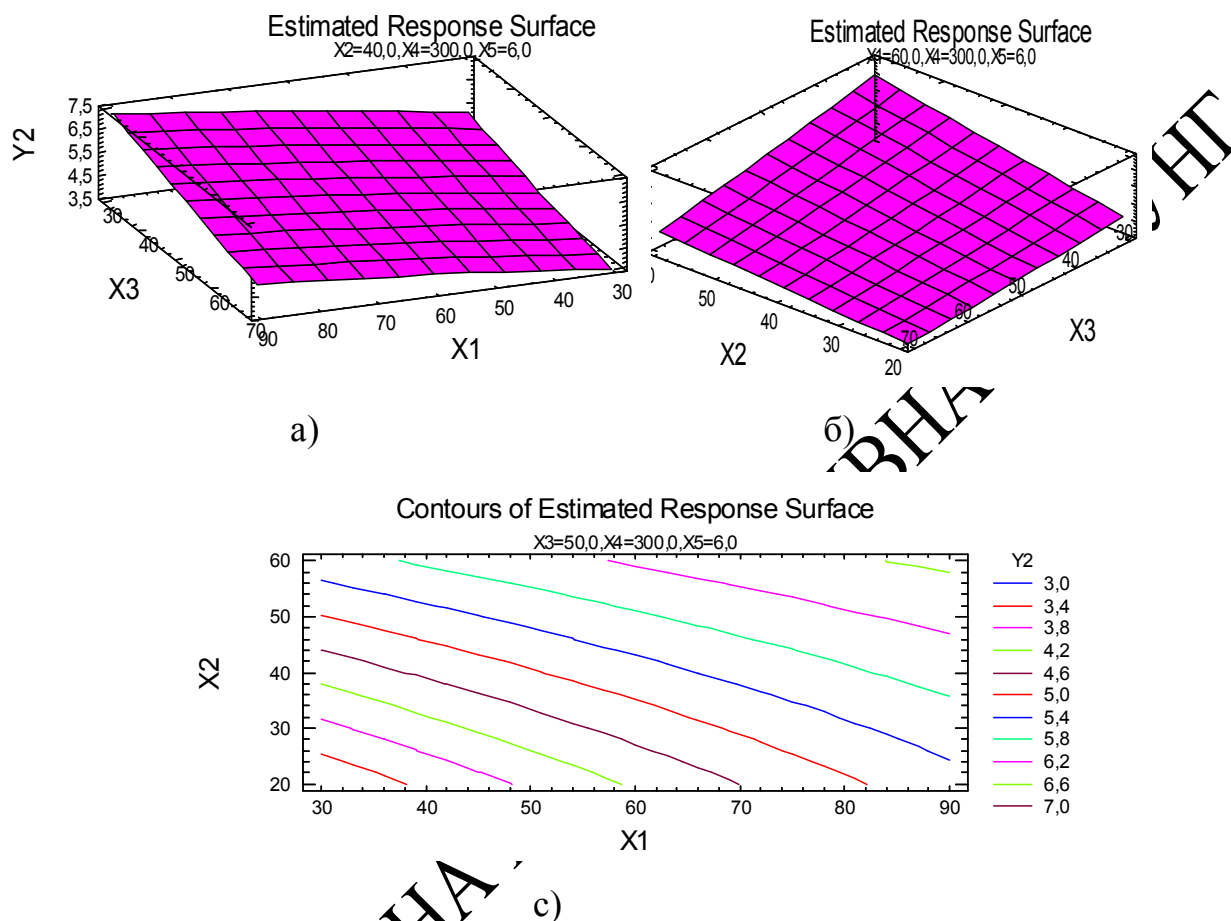 Estimated Response Surface
X2=40,0,X4=300,0,X5=6,0
Y2
7,5
6,5
5,5
4,5
3,5
30
40
50
60
70
X3
90
80
70
60
50
40
30
X1
а)
Estimated Response Surface
X1=60,0,X4=300,0,X5=6,0
50
40
30
20
X2
70
60
50
40
30
X3
б)
Contours of Estimated Response Surface
X3=50,0,X4=300,0,X5=6,0
X2
60
50
40
30
20
30 40 50 60 70 80 90
X1
Y2
3,0
3,4
3,8
4,2
4,6
5,0
5,4
5,8
6,2
6,6
7,0
с)